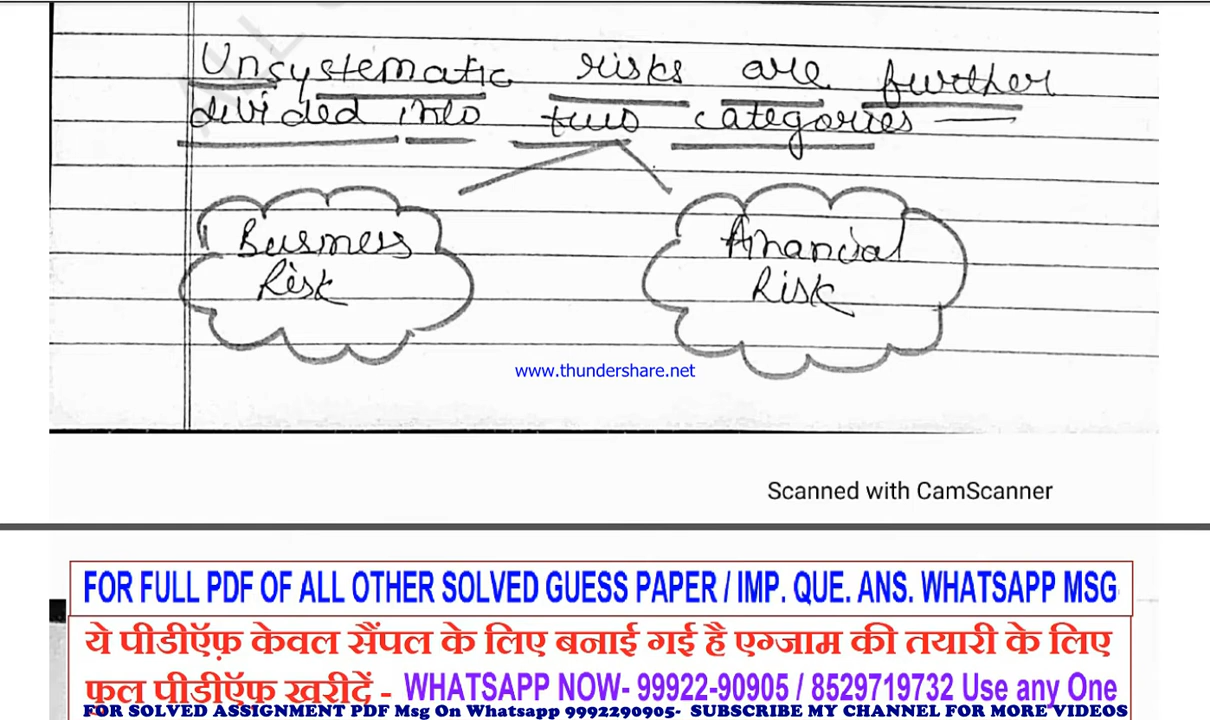 Unsystematic risks are further
divided into two categories
Business
Risk
Financial
Risk
www.thundershare.net
Scanned with CamScanner
FOR FULL PDF OF ALL OTHER SOLVED GUESS PAPER / IMP. QUE. ANS. WHATSAPP MSG
ये पीडीऍफ़ केवल सैंपल के लिए बनाई गई है एग्जाम की तयारी के लिए
फुल पीडीऍफ़ खरीदें - WHATSAPP NOW- 99922-90905 / 8529719732 Use any One
FOR SOLVED ASSIGNMENT PDF Msg On Whatsapp 9992290905- SUBSCRIBE MY CHANNEL FOR MORE VIDEOS